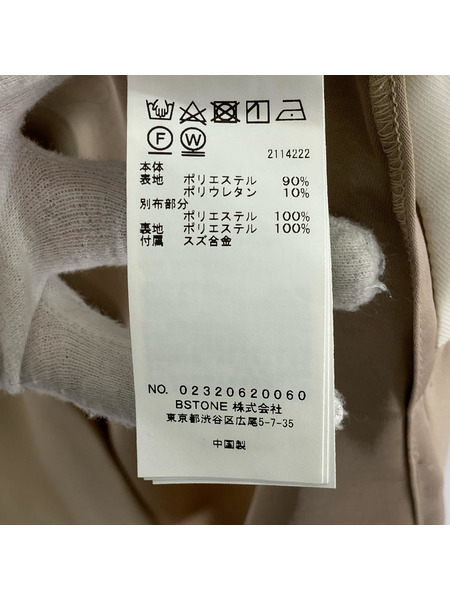 F W
2114222
本体
表地 ポリエステル 90%
ポリウレタン 10%
別布部分
ポリエステル 100%
裏地 ポリエステル 100%
付属 スズ合金
NO. 02320620060
BSTONE 株式会社
東京都渋谷区広尾5-7-35
中国製